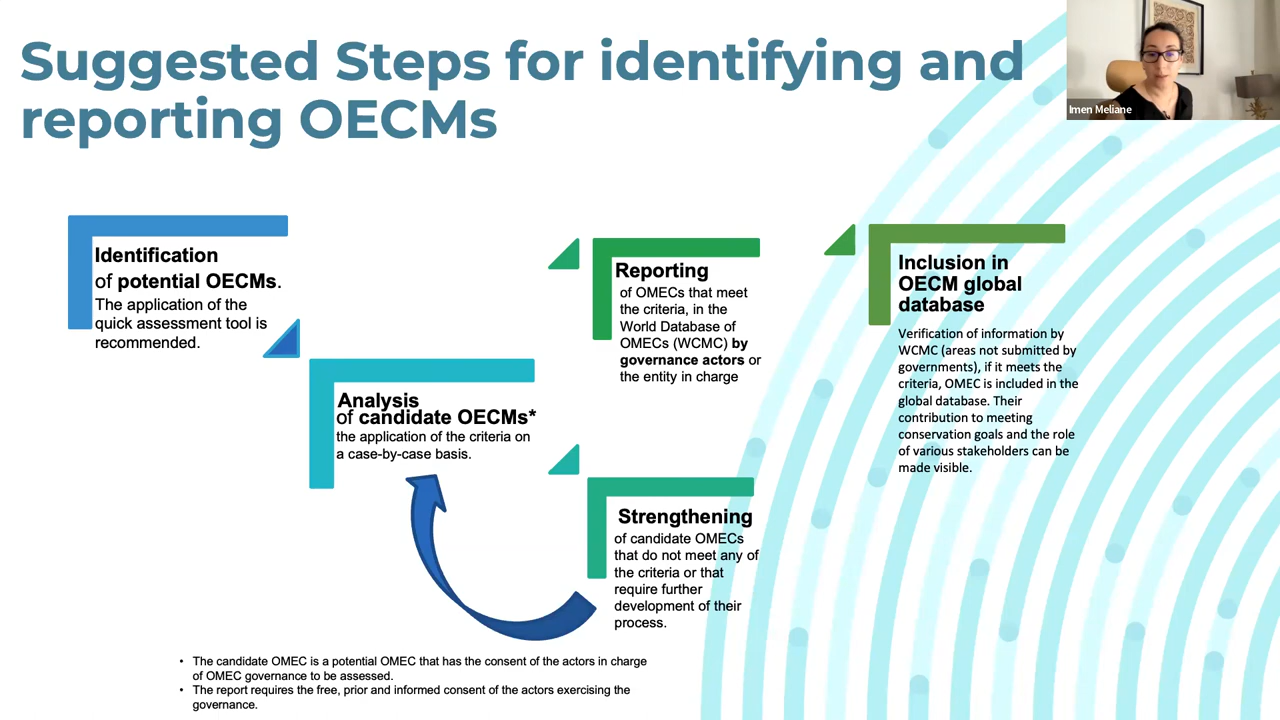 Suggested Steps for identifying and
reporting OECMs
Imen Meliane
Identification
of potential OECMs.
The application of the
quick assessment tool is
recommended.
Analysis
of candidate OECMs*
the application of the criteria on
a case-by-case basis.
Reporting
of OMECs that meet
the criteria, in the
World Database of
OMECs (WCMC) by
governance actors or
the entity in charge
Strengthening
of candidate OMECs
that do not meet any of
the criteria or that
require further
development of their
process.
Inclusion in
OECM global
database
Verification of information by
WCMC (areas not submitted by
governments), if it meets the
criteria, OMEC is included in the
global database. Their
contribution to meeting
conservation goals and the role
of various stakeholders can be
made visible.
• The candidate OMEC is a potential OMEC that has the consent of the actors in charge
of OMEC governance to be assessed.
• The report requires the free, prior and informed consent of the actors exercising the
governance.